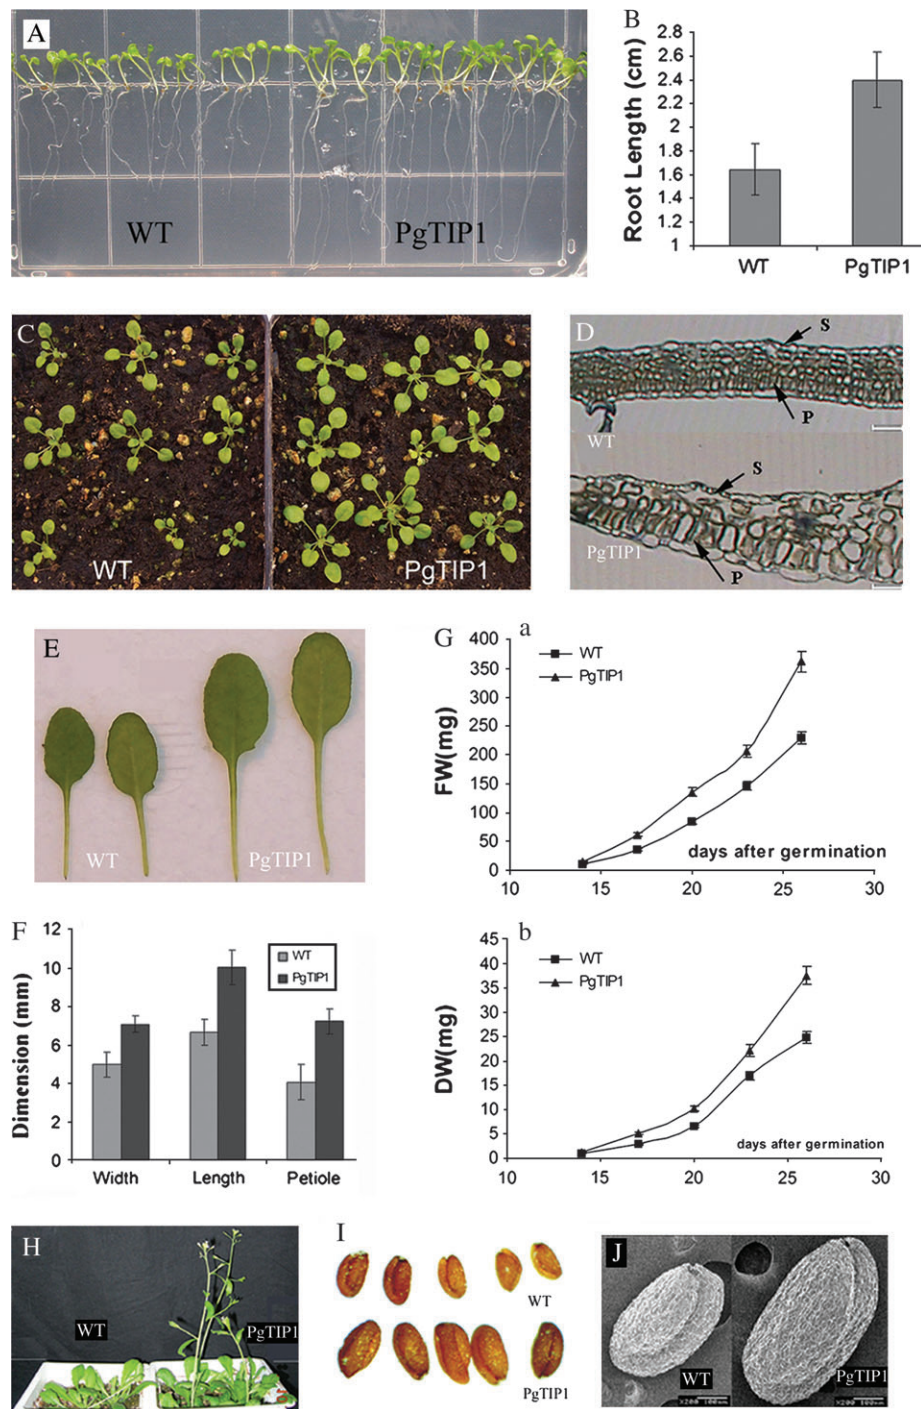 A
WT
PgTIP1
B
Root Length (cm)
2.8
2.6
2.4
2.2
2
1.8
1.6
1.4
1.2
1
WT
PgTIP1
C
WT
PgTIP1
D
S
P
WT
S
PgTIP1
P
E
WT
PgTIP1
G
a
WT
PgTIP1
FW(mg)
400
350
300
250
200
150
100
50
0
days after germination
10
15
20
25
30
F
Dimension (mm)
12
10
8
6
4
2
0
WT
PgTIP1
Width
Length
Petiole
b
WT
PgTIP1
DW(mg)
45
40
35
30
25
20
15
10
5
0
days after germination
10
15
20
25
30
H
WT
PgTIP1
I
WT
PgTIP1
J
WT
X200 100mm
PgTIP1